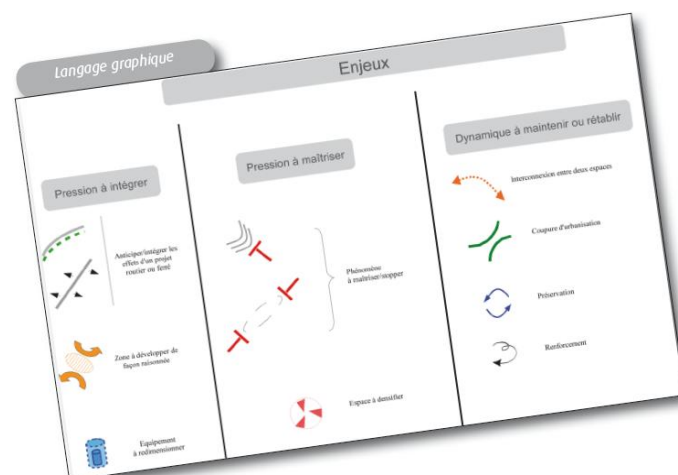 Langage graphique
Enjeux
Pression à intégrer
Anticiper/intégrer les
effets d'un projet
routier ou ferré
Zone à développer de
façon raisonnée
Equipement
à redimensionner
Pression à maîtriser
Phénomène
à maîtriser/stopper
Espace à densifier
Dynamique à maintenir ou rétablir
Interconnexion entre deux espaces
Coupure d'urbanisation
Préservation
Renforcement